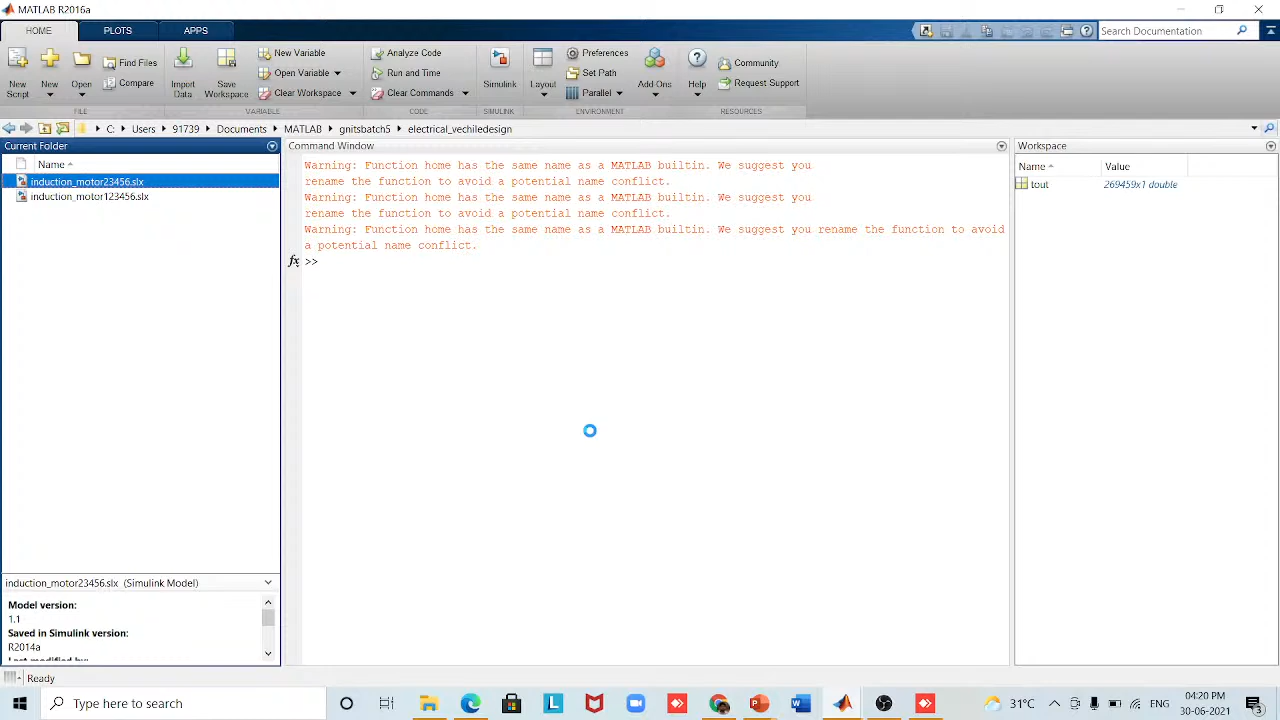 MATLAB R2016a
HOME PLOTS APPS
Search Documentation
New Script
New
Open
Find Files
Compare
Import Data
Save Workspace
New Variable
Open Variable
Clear Workspace
Analyze Code
Run and Time
Clear Commands
Simulink
Layout
Preferences
Set Path
Parallel
Add-Ons
Help
Community
Request Support
FILE VARIABLE CODE SIMULINK ENVIRONMENT RESOURCES
C: Users 91739 Documents MATLAB gnitsbatch5 electrical_vechiledesign
Current Folder
Name
induction_motor23456.slx
induction_motor123456.slx
induction_motor23456.slx (Simulink Model)
Model version:
1.1
Saved in Simulink version:
R2014a
Last modified by:
Command Window
Warning: Function home has the same name as a MATLAB builtin. We suggest you
rename the function to avoid a potential name conflict.
Warning: Function home has the same name as a MATLAB builtin. We suggest you
rename the function to avoid a potential name conflict.
Warning: Function home has the same name as a MATLAB builtin. We suggest you rename the function to avoid
a potential name conflict.
fx >>
Workspace
Name Value
tout 269459x1 double
Ready
Type here to search
31°C
ENG
04:20 PM
30-06-2021
3